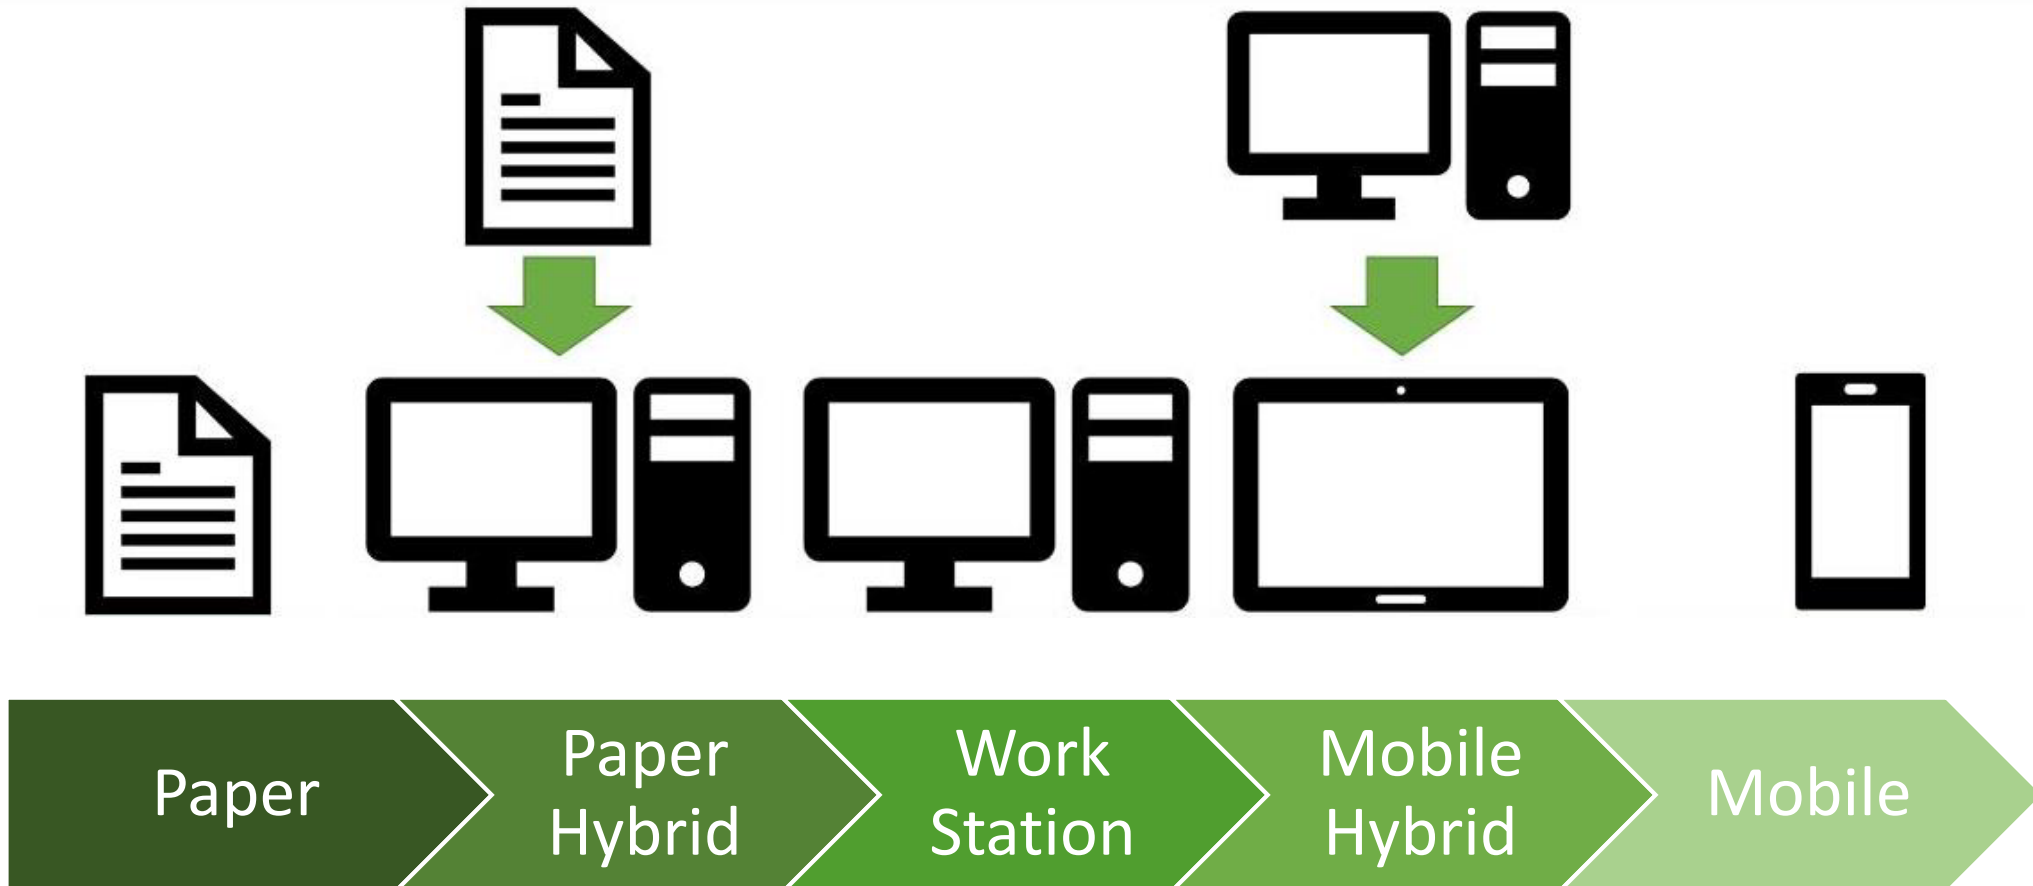 Paper
Paper
Hybrid
Work
Station
Mobile
Hybrid
Mobile